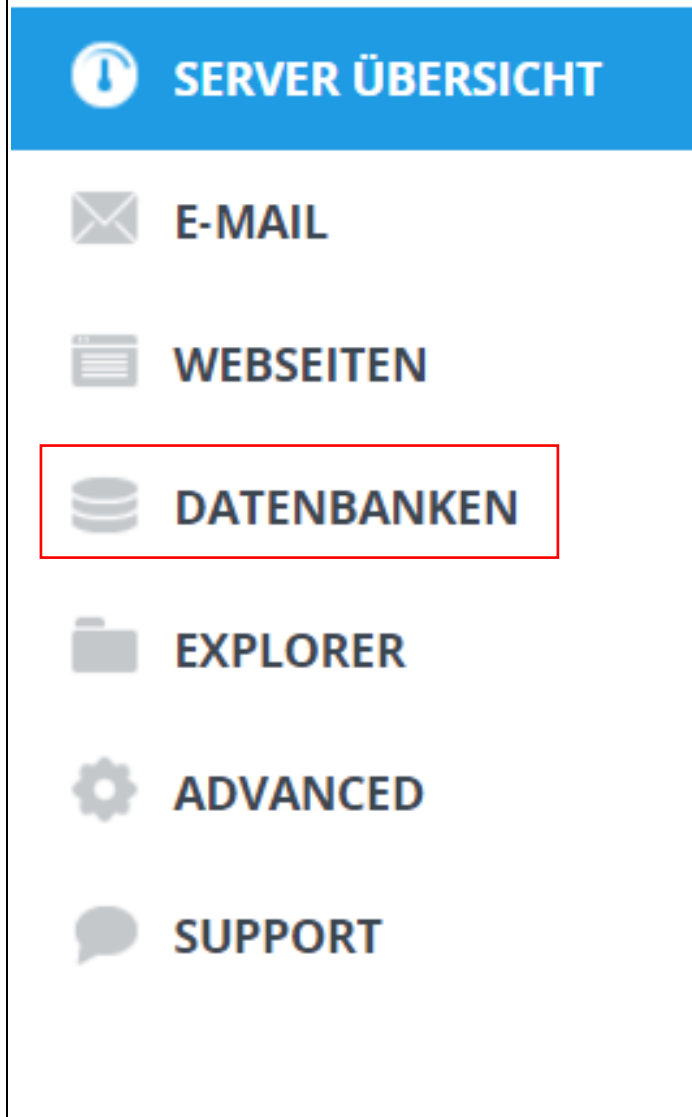 SERVER ÜBERSICHT
E-MAIL
WEBSEITEN
DATENBANKEN
EXPLORER
ADVANCED
SUPPORT